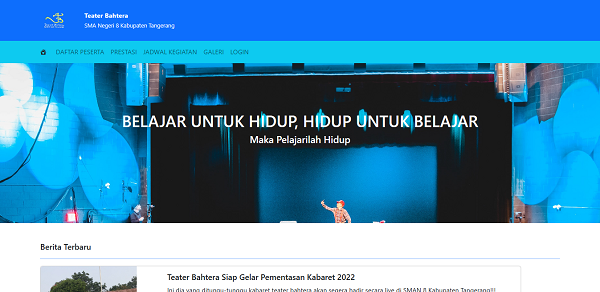 Teater Bahtera
SMA Negeri 8 Kabupaten Tangerang
DAFTAR PESERTA PRESTASI JADWAL KEGIATAN GALERI LOGIN
BELAJAR UNTUK HIDUP, HIDUP UNTUK BELAJAR
Maka Pelajarilah Hidup
Berita Terbaru
Teater Bahtera Siap Gelar Pementasan Kabaret 2022
Ini dia yang ditunggu-tunggu kabaret teater bahtera akan segera hadir secara live di SMAN 8 Kabupaten Tangerang!!!